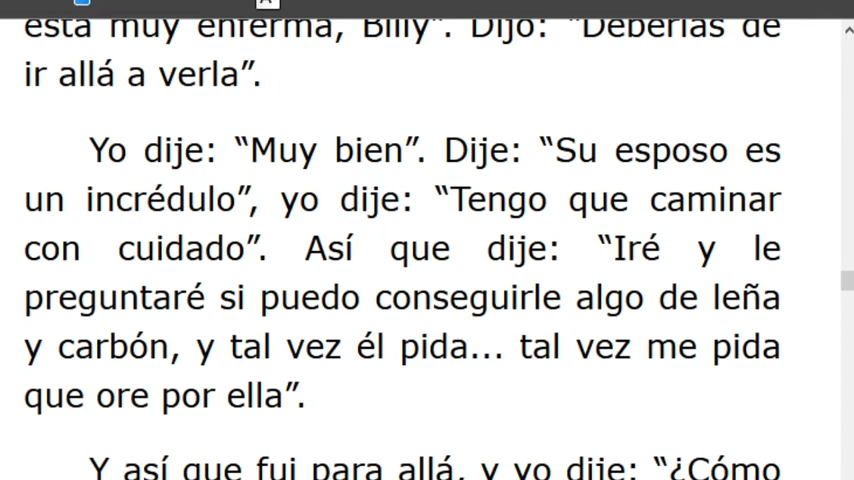 está muy enferma, Billy”. Dijo: “Deberías de
ir allá a verla”.
Yo dije: “Muy bien”. Dije: “Su esposo es
un incrédulo”, yo dije: “Tengo que caminar
con cuidado”. Así que dije: “Iré y le
preguntaré si puedo conseguirle algo de leña
y carbón, y tal vez él pida... tal vez me pida
que ore por ella”.
Y así que fui para allá, y yo dije: “¿Cómo